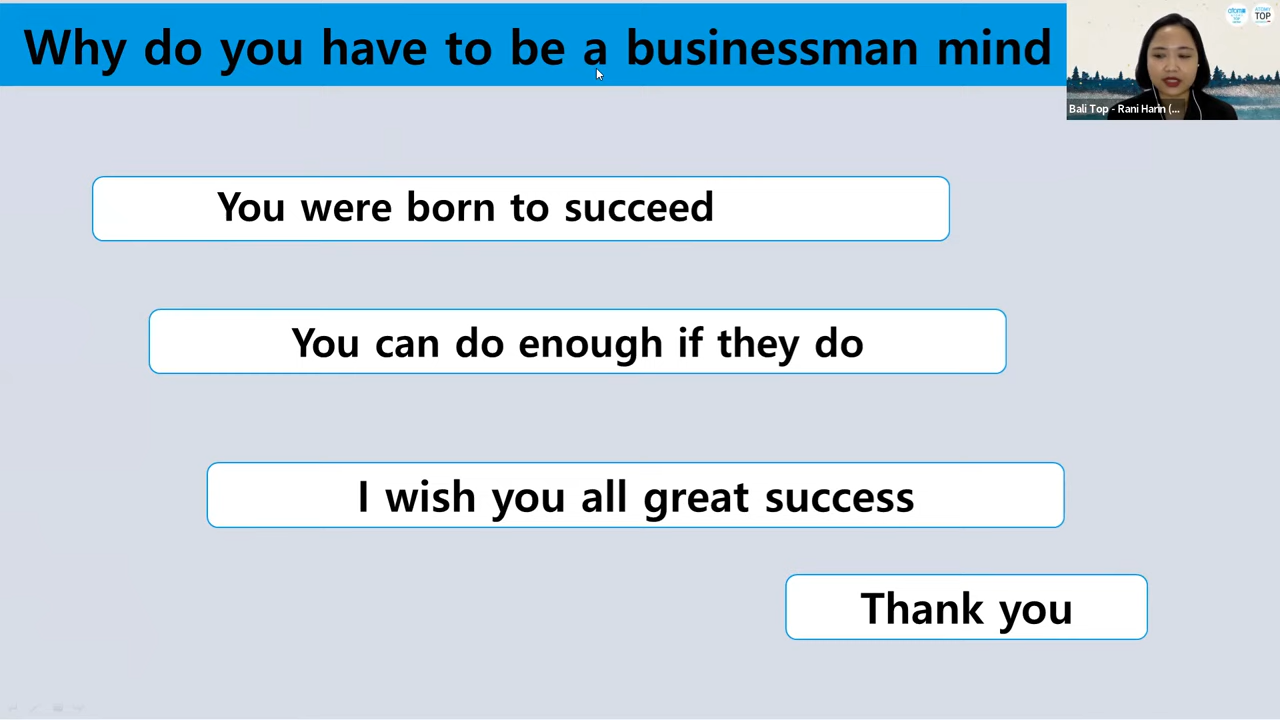 Why do you have to be a businessman mind
TOP
Bali Top - Rani Harin (...
You were born to succeed
You can do enough if they do
I wish you all great success
Thank you